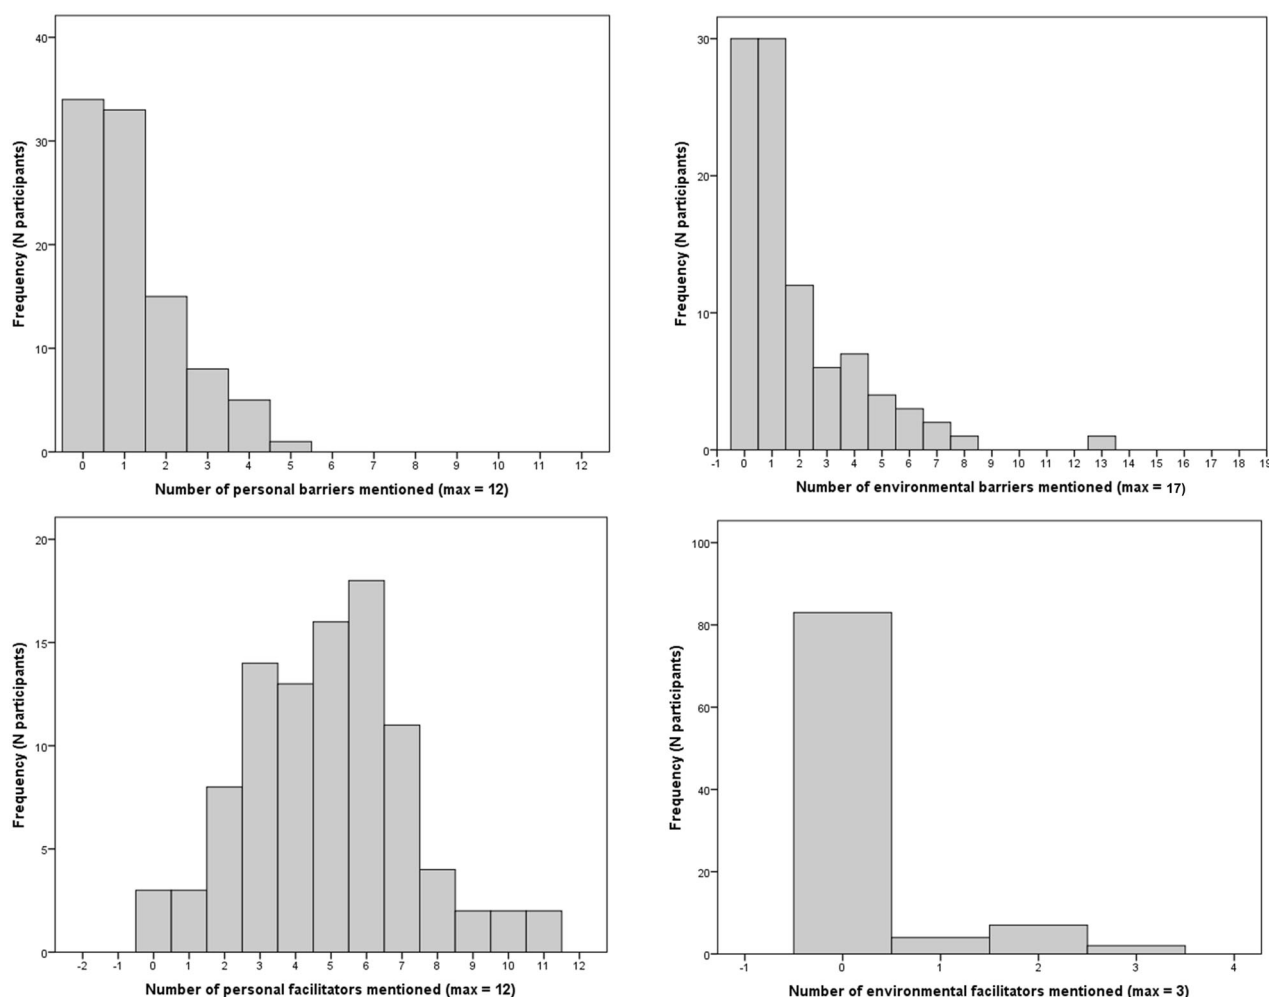 40
30
20
10
0
Frequency (N participants)
0 1 2 3 4 5 6 7 8 9 10 11 12
Number of personal barriers mentioned (max = 12)
30
20
10
0
Frequency (N participants)
-1 0 1 2 3 4 5 6 7 8 9 10 11 12 13 14 15 16 17 18 19
Number of environmental barriers mentioned (max = 17)
20
15
10
5
0
Frequency (N participants)
-2 -1 0 1 2 3 4 5 6 7 8 9 10 11 12
Number of personal facilitators mentioned (max = 12)
100
80
60
40
20
0
Frequency (N participants)
-1 0 1 2 3 4
Number of environmental facilitators mentioned (max = 3)